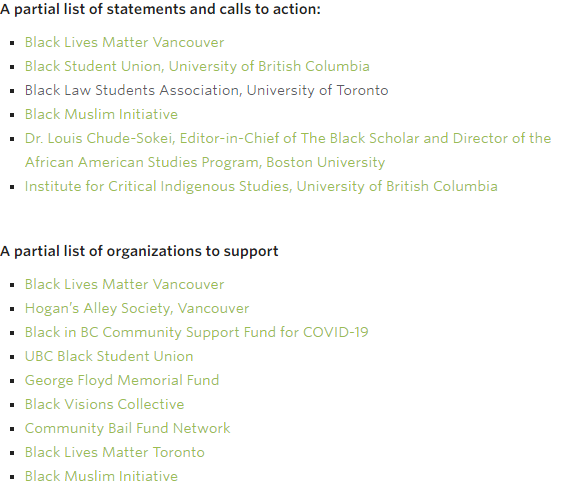 A partial list of statements and calls to action:
Black Lives Matter Vancouver
Black Student Union, University of British Columbia
Black Law Students Association, University of Toronto
Black Muslim Initiative
Dr. Louis Chude-Sokei, Editor-in-Chief of The Black Scholar and Director of the
African American Studies Program, Boston University
Institute for Critical Indigenous Studies, University of British Columbia
A partial list of organizations to support
Black Lives Matter Vancouver
Hogan’s Alley Society, Vancouver
Black in BC Community Support Fund for COVID-19
UBC Black Student Union
George Floyd Memorial Fund
Black Visions Collective
Community Bail Fund Network
Black Lives Matter Toronto
Black Muslim Initiative